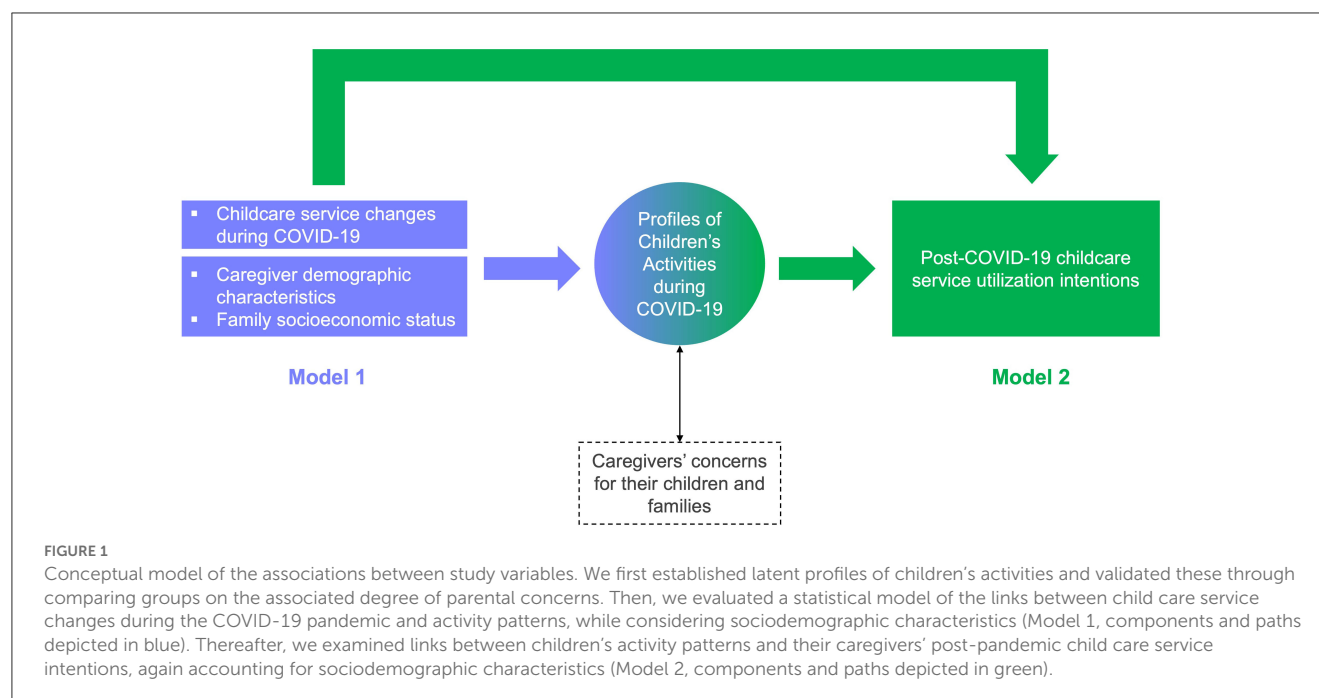 ▪ Childcare service changes
during COVID-19
▪ Caregiver demographic
characteristics
▪ Family socioeconomic status
Model 1
Profiles of
Children’s
Activities
during
COVID-19
Post-COVID-19 childcare
service utilization intentions
Model 2
Caregivers’ concerns
for their children and
families
FIGURE 1
Conceptual model of the associations between study variables. We first established latent profiles of children’s activities and validated these through
comparing groups on the associated degree of parental concerns. Then, we evaluated a statistical model of the links between child care service
changes during the COVID-19 pandemic and activity patterns, while considering sociodemographic characteristics (Model 1, components and paths
depicted in blue). Thereafter, we examined links between children’s activity patterns and their caregivers’ post-pandemic child care service
intentions, again accounting for sociodemographic characteristics (Model 2, components and paths depicted in green).